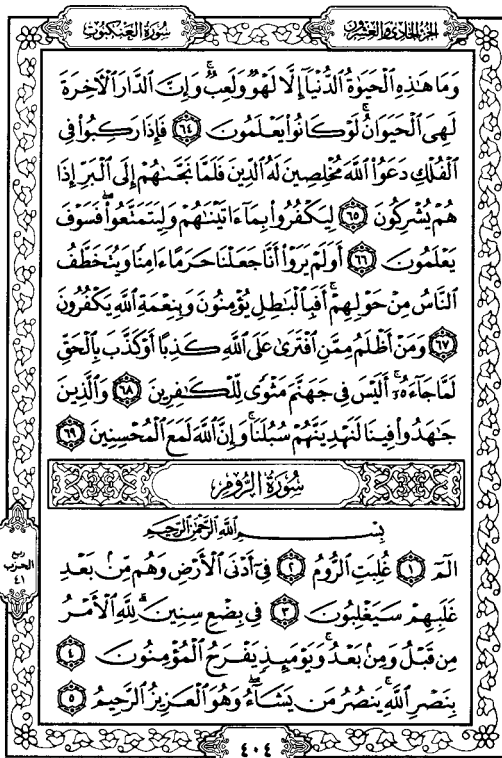 الجزء الحادي والعشرون
سورة العنكبوت
وَمَا هَٰذِهِ ٱلْحَيَوٰةُ ٱلدُّنْيَآ إِلَّا لَهْوٌ وَلَعِبٌ ۚ وَإِنَّ ٱلدَّارَ ٱلْءَاخِرَةَ
لَهِىَ ٱلْحَيَوَانُ ۚ لَوْ كَانُوا۟ يَعْلَمُونَ ٦٤ فَإِذَا رَكِبُوا۟ فِى
ٱلْفُلْكِ دَعَوُا۟ ٱللَّهَ مُخْلِصِينَ لَهُ ٱلدِّينَ فَلَمَّا نَجَّىٰهُمْ إِلَى ٱلْبَرِّ إِذَا
هُمْ يُشْرِكُونَ ٦٥ لِيَكْفُرُوا۟ بِمَآ ءَاتَيْنَٰهُمْ وَلِيَتَمَتَّعُوا۟ ۖ فَسَوْفَ
يَعْلَمُونَ ٦٦ أَوَلَمْ يَرَوْا۟ أَنَّا جَعَلْنَا حَرَمًا ءَامِنًا وَيُتَخَطَّفُ
ٱلنَّاسُ مِنْ حَوْلِهِمْ ۚ أَفَبِٱلْبَٰطِلِ يُؤْمِنُونَ وَبِنِعْمَةِ ٱللَّهِ يَكْفُرُونَ
٦٧ وَمَنْ أَظْلَمُ مِمَّنِ ٱفْتَرَىٰ عَلَى ٱللَّهِ كَذِبًا أَوْ كَذَّبَ بِٱلْحَقِّ
لَمَّا جَآءَهُۥٓ ۚ أَلَيْسَ فِى جَهَنَّمَ مَثْوًى لِّلْكَٰفِرِينَ ٦٨ وَٱلَّذِينَ
جَٰهَدُوا۟ فِينَا لَنَهْدِيَنَّهُمْ سُبُلَنَا ۚ وَإِنَّ ٱللَّهَ لَمَعَ ٱلْمُحْسِنِينَ ٦٩
سُورَةُ الرُّومِ
بِسْمِ ٱللَّهِ ٱلرَّحْمَٰنِ ٱلرَّحِيمِ
الٓمٓ ١ غُلِبَتِ ٱلرُّومُ ٢ فِىٓ أَدْنَى ٱلْأَرْضِ وَهُم مِّنۢ بَعْدِ
غَلَبِهِمْ سَيَغْلِبُونَ ٣ فِى بِضْعِ سِنِينَ ۗ لِلَّهِ ٱلْأَمْرُ
مِن قَبْلُ وَمِنۢ بَعْدُ ۚ وَيَوْمَئِذٍ يَفْرَحُ ٱلْمُؤْمِنُونَ ٤
بِنَصْرِ ٱللَّهِ ۚ يَنصُرُ مَن يَشَآءُ ۖ وَهُوَ ٱلْعَزِيزُ ٱلرَّحِيمُ ٥
ربع
الحزب
٤١
٤٠٤